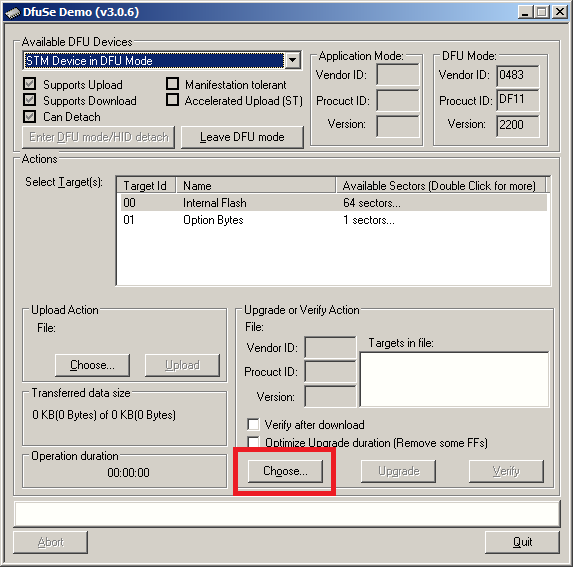 DfuSe Demo (v3.0.6)
Available DFU Devices
STM Device in DFU Mode
Supports Upload
Manifestation tolerant
Supports Download
Accelerated Upload (ST)
Can Detach
Enter DFU mode/HID detach
Leave DFU mode
Application Mode:
Vendor ID:
Procuct ID:
Version:
DFU Mode:
Vendor ID: 0483
Procuct ID: DF11
Version: 2200
Actions
Select Target(s):
Target Id Name Available Sectors (Double Click for more)
00 Internal Flash 64 sectors...
01 Option Bytes 1 sectors...
Upload Action
File:
Choose... Upload
Transferred data size
0 KB(0 Bytes) of 0 KB(0 Bytes)
Operation duration
00:00:00
Upgrade or Verify Action
File:
Vendor ID:
Procuct ID:
Version:
Targets in file:
Verify after download
Optimize Upgrade duration (Remove some FFs)
Choose... Upgrade Verify
Abort Quit